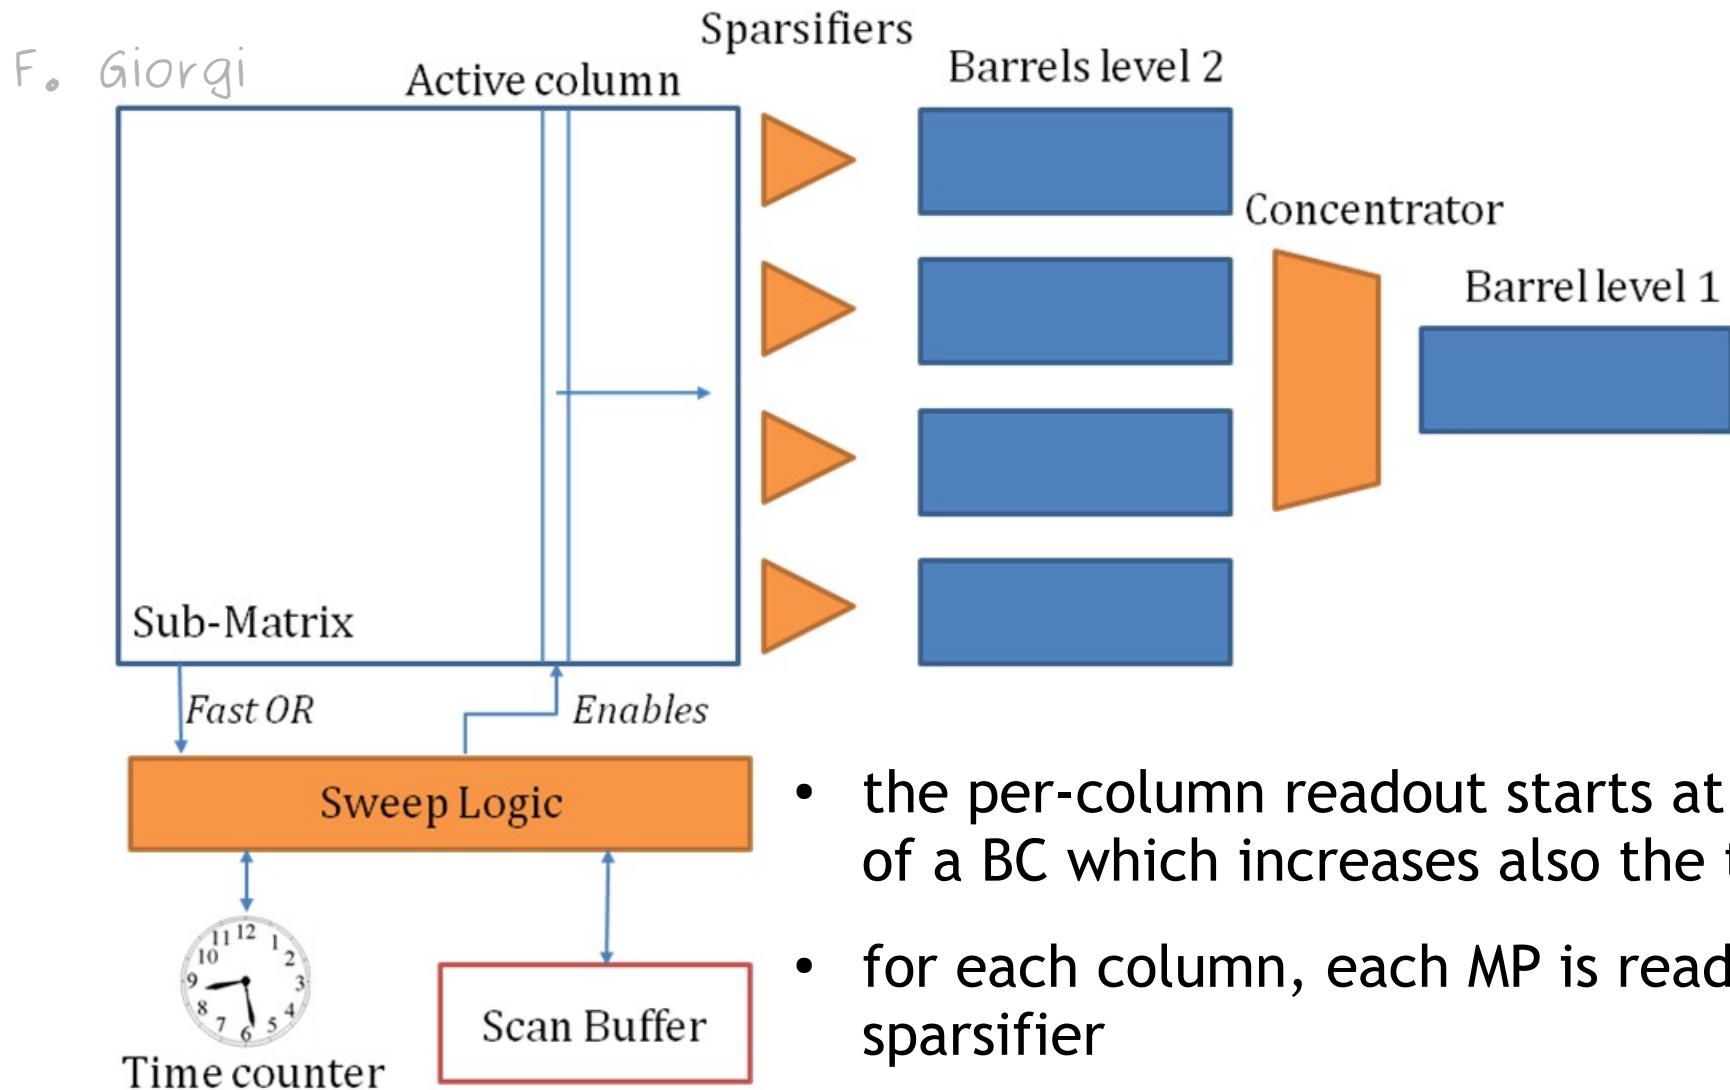 F. Giorgi
Sparsifiers
Active column
Barrels level 2
Concentrator
Barrel level 1
Sub-Matrix
Fast OR
Enables
Sweep Logic
12
1
2
3
4
5
6
7
8
9
10
11
Time counter
Scan Buffer
• the per-column readout starts at
of a BC which increases also the
• for each column, each MP is read
sparsifier